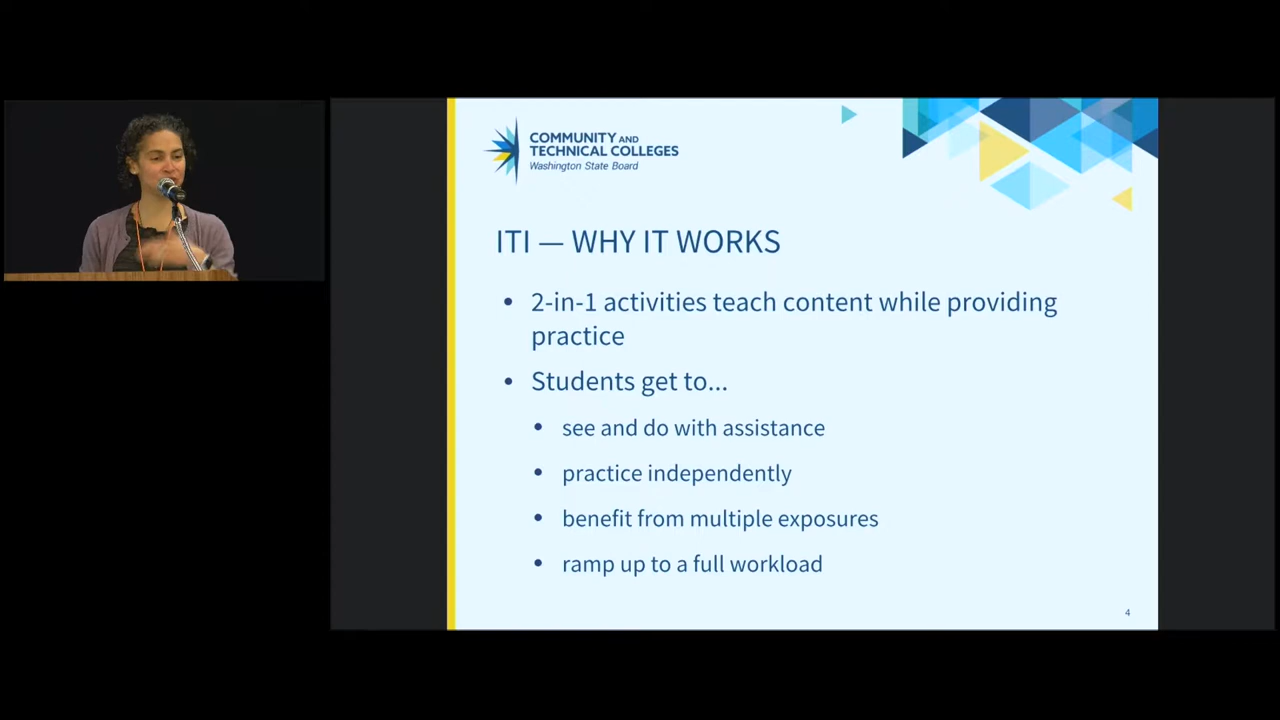 COMMUNITY AND
TECHNICAL COLLEGES
Washington State Board
ITI — WHY IT WORKS
• 2-in-1 activities teach content while providing
practice
• Students get to...
• see and do with assistance
• practice independently
• benefit from multiple exposures
• ramp up to a full workload
4